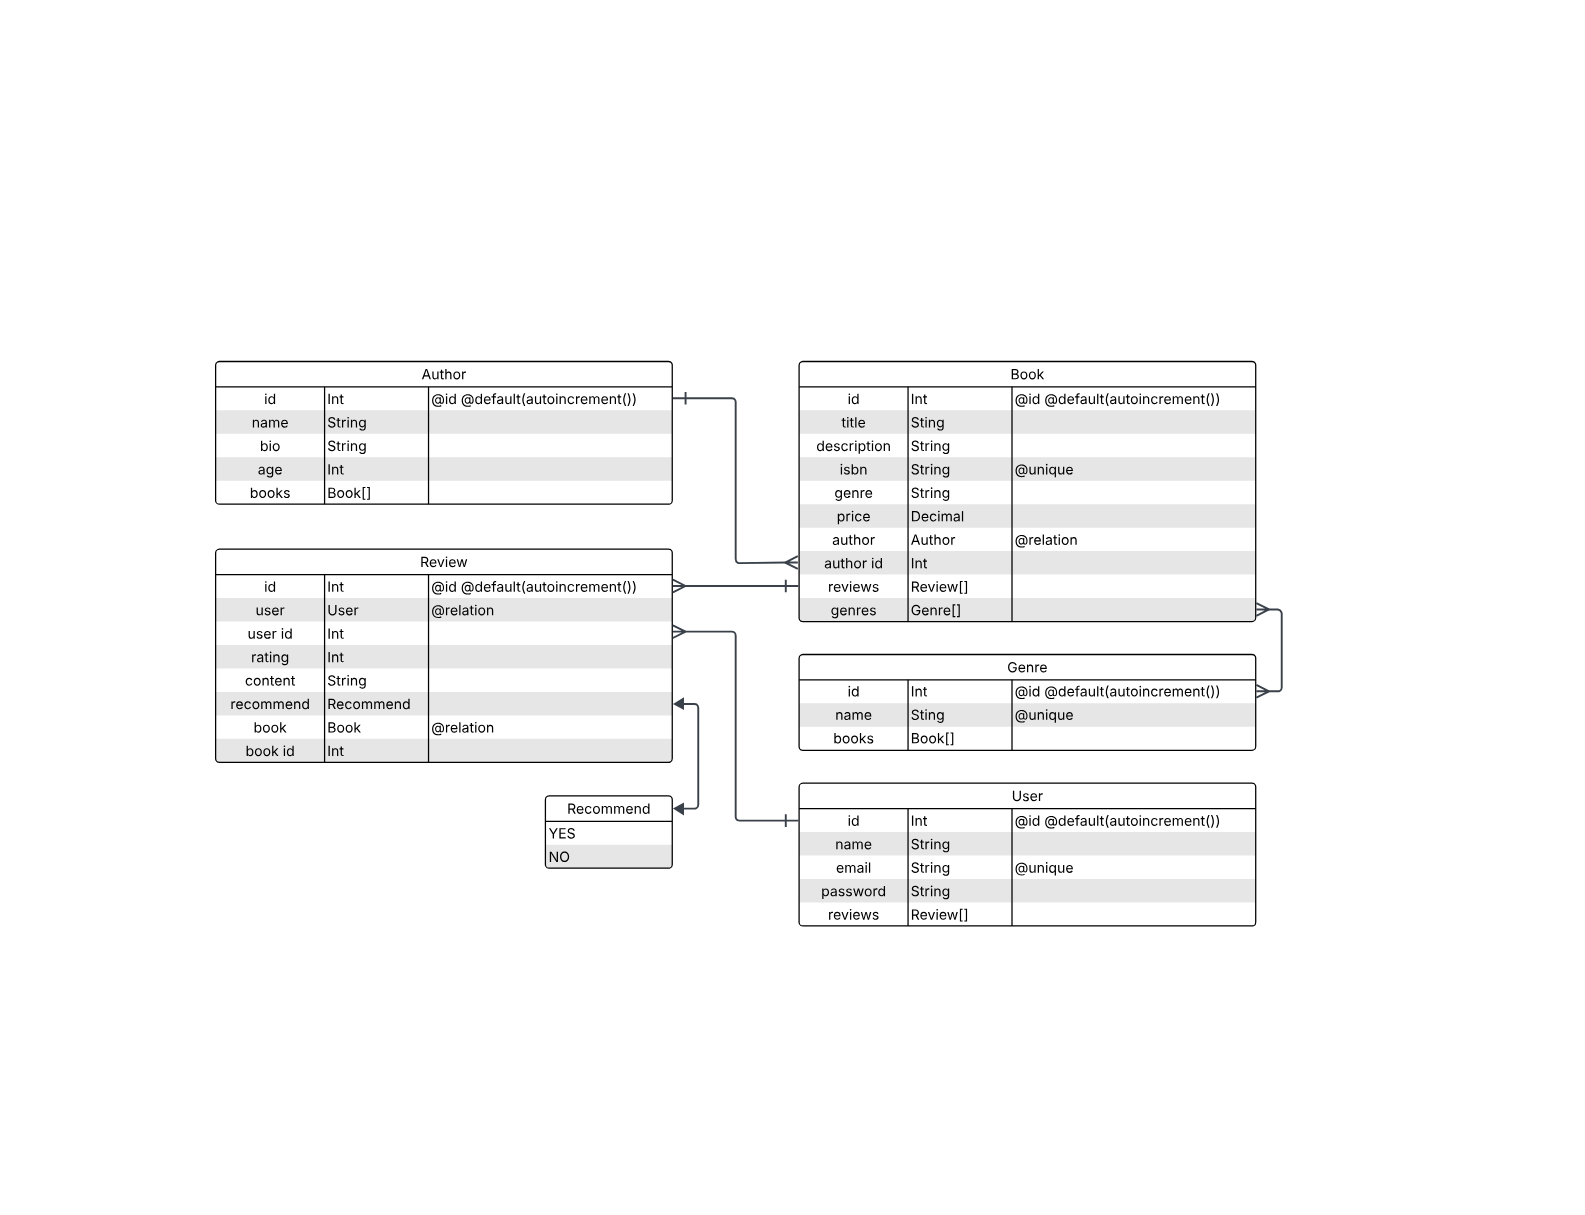 Author
id Int @id @default(autoincrement())
name String
bio String
age Int
books Book[]
Book
id Int @id @default(autoincrement())
title Sting
description String
isbn String @unique
genre String
price Decimal
author Author @relation
author id Int
reviews Review[]
genres Genre[]
Review
id Int @id @default(autoincrement())
user User @relation
user id Int
rating Int
content String
recommend Recommend
book Book @relation
book id Int
Genre
id Int @id @default(autoincrement())
name Sting @unique
books Book[]
Recommend
YES
NO
User
id Int @id @default(autoincrement())
name String
email String @unique
password String
reviews Review[]